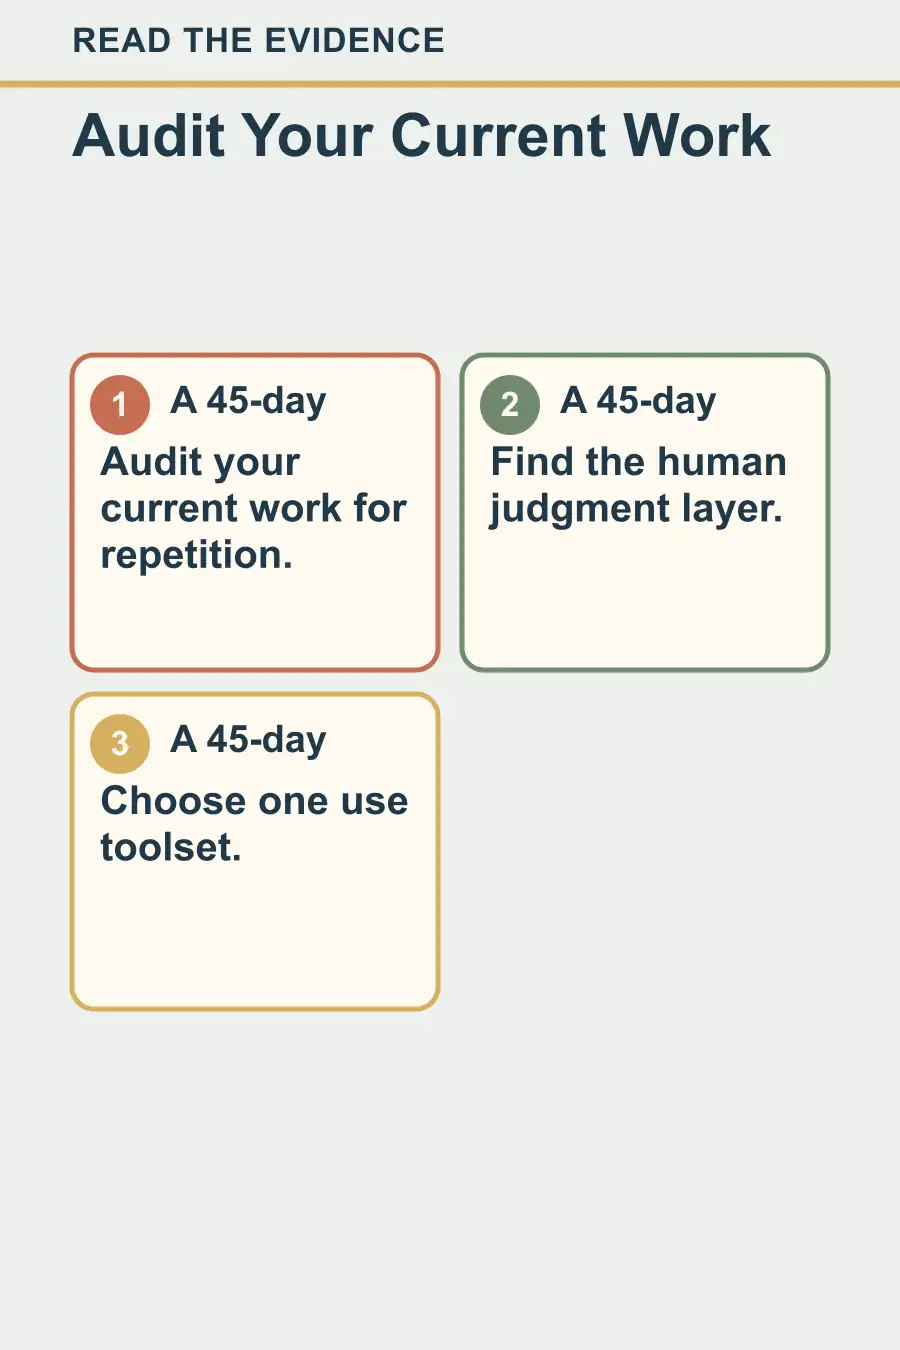 READ THE EVIDENCE
Audit Your Current Work
1 A 45-day
Audit your
current work for
repetition.
2 A 45-day
Find the human
judgment layer.
3 A 45-day
Choose one use
toolset.